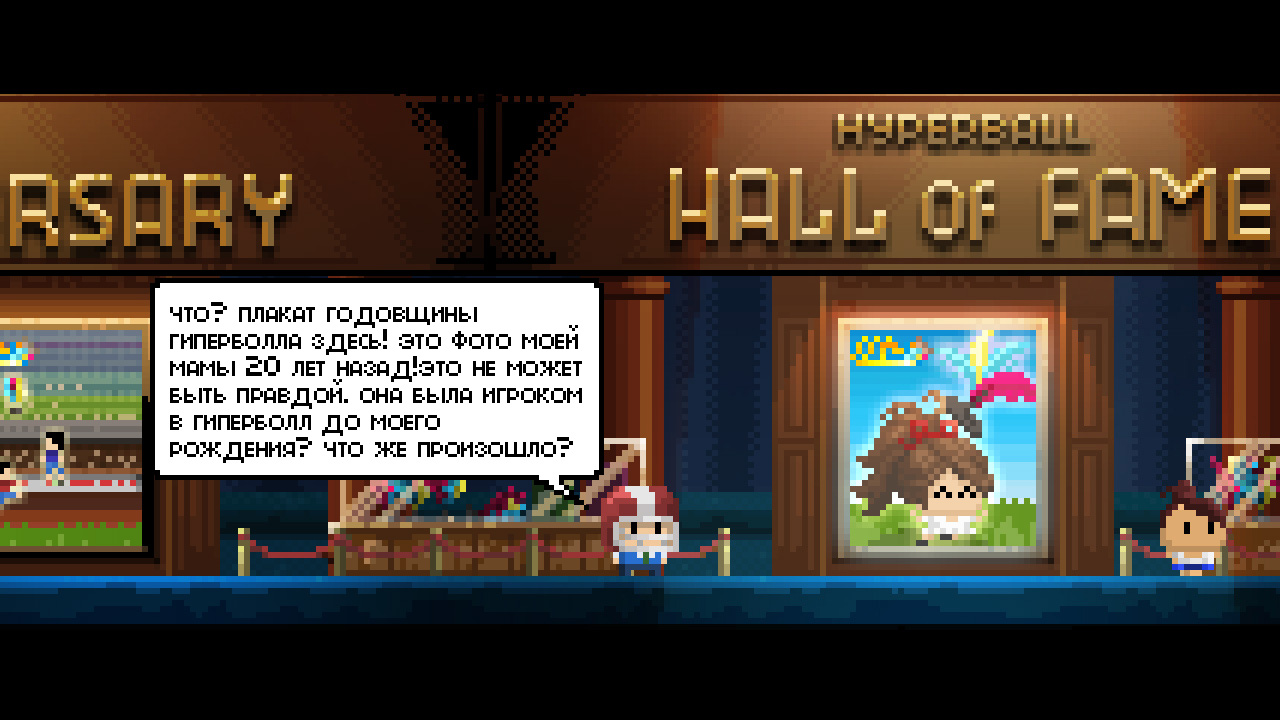 RSARY
HYPERBALL
HALL OF FAME
ЧТО? ПЛАКАТ ГОДОВЩИНЫ
ГИПЕРБОЛЛА ЗДЕСЬ! ЭТО ФОТО МОЕЙ
МАМЫ 20 ЛЕТ НАЗАД!ЭТО НЕ МОЖЕТ
БЫТЬ ПРАВДОЙ. ОНА БЫЛА ИГРОКОМ
В ГИПЕРБОЛЛ ДО МОЕГО
РОЖДЕНИЯ? ЧТО ЖЕ ПРОИЗОШЛО?